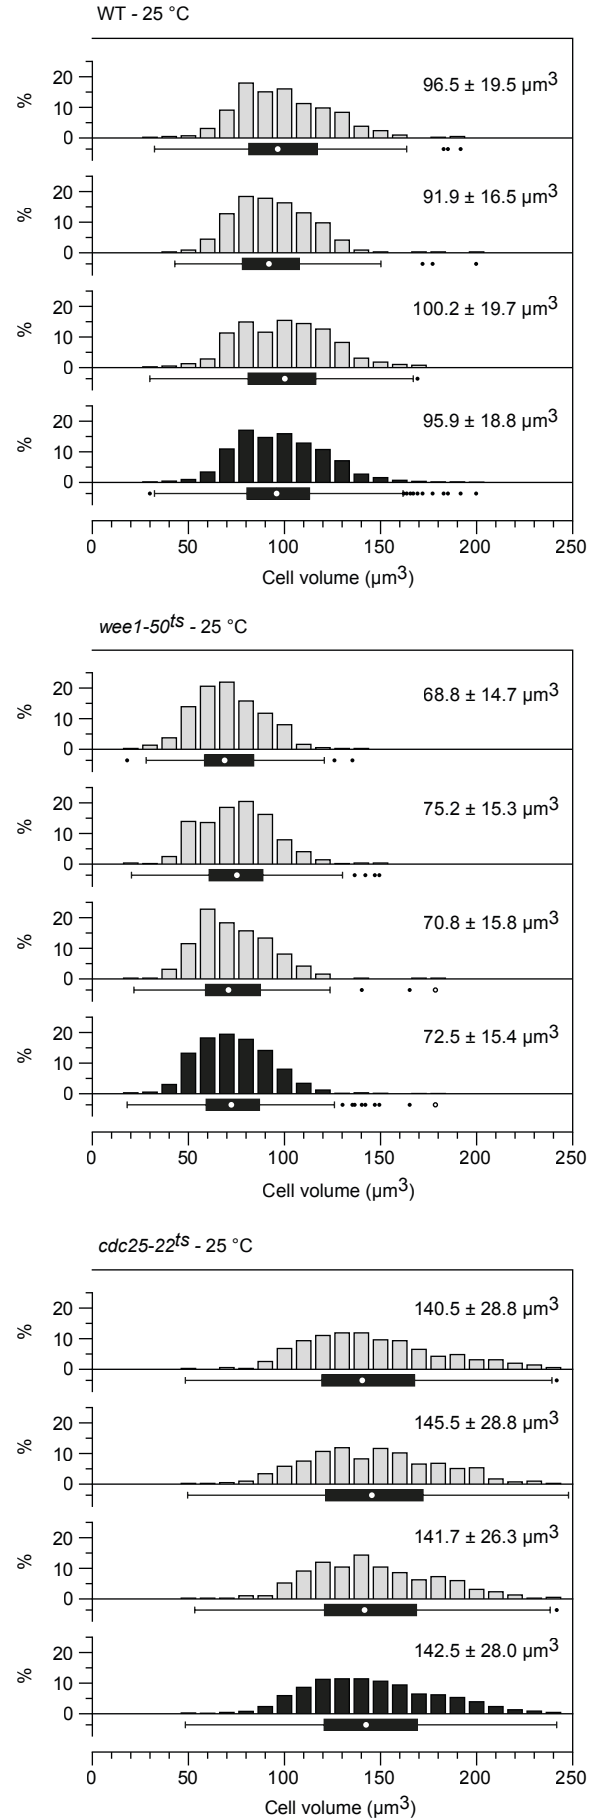 WT - 25 °C
% 20 10 0 96.5 ± 19.5 µm³
% 20 10 0 91.9 ± 16.5 µm³
% 20 10 0 100.2 ± 19.7 µm³
% 20 10 0 95.9 ± 18.8 µm³
0 50 100 150 200 250
Cell volume (µm³)
wee1-50ᵗˢ - 25 °C
% 20 10 0 68.8 ± 14.7 µm³
% 20 10 0 75.2 ± 15.3 µm³
% 20 10 0 70.8 ± 15.8 µm³
% 20 10 0 72.5 ± 15.4 µm³
0 50 100 150 200 250
Cell volume (µm³)
cdc25-22ᵗˢ - 25 °C
% 20 10 0 140.5 ± 28.8 µm³
% 20 10 0 145.5 ± 28.8 µm³
% 20 10 0 141.7 ± 26.3 µm³
% 20 10 0 142.5 ± 28.0 µm³
0 50 100 150 200 250
Cell volume (µm³)